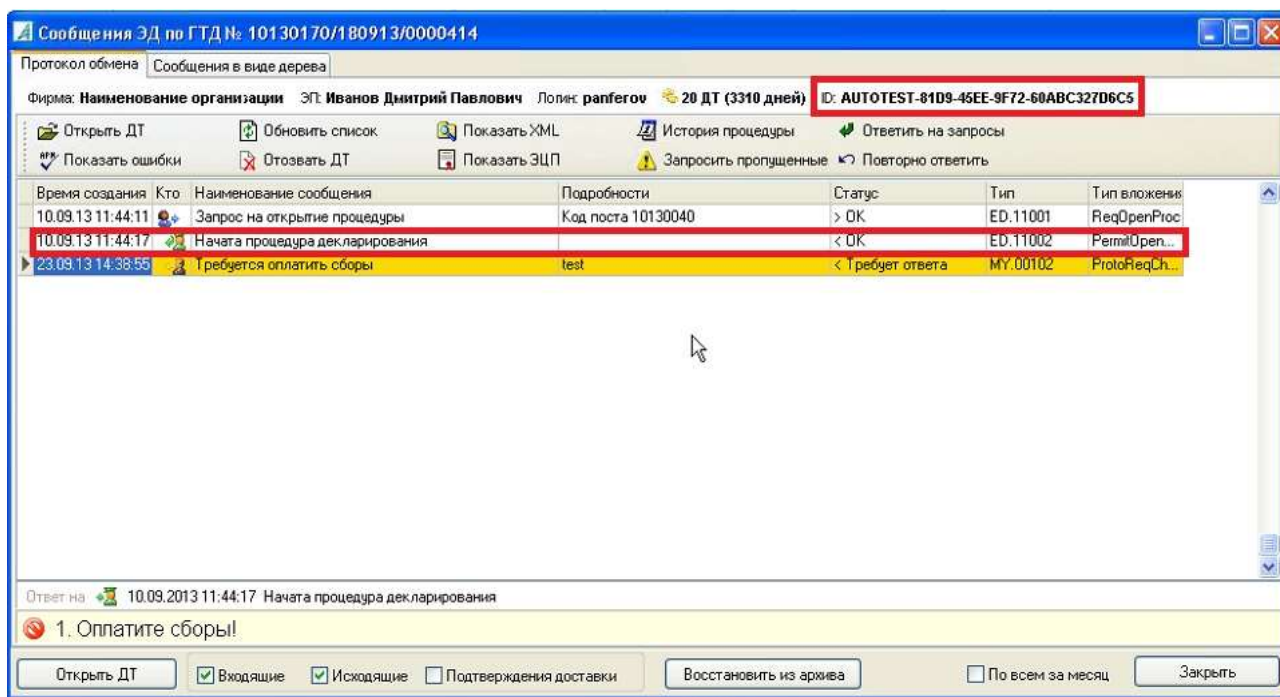 Сообщения ЭД по ГТД № 10130170/180913/0000414
Протокол обмена Сообщения в виде дерева
Фирма: Наименование организации ЭП: Иванов Дмитрий Павлович Логин: panferov 20 ДТ (3310 дней) ID: AUTOTEST-81D9-45EE-9F72-60ABC327D6C5
Открыть ДТ Обновить список Показать XML История процедуры Ответить на запросы
Показать ошибки Отозвать ДТ Показать ЭЦП Запросить пропущенные Повторно ответить
Время создания Кто Наименование сообщения Подробности Статус Тип Тип вложения
10.09.13 11:44:11 Запрос на открытие процедуры Код поста 10130040 > OK ED.11001 ReqOpenProc
10.09.13 11:44:17 Начата процедура декларирования < OK ED.11002 PermitOpen...
23.09.13 14:38:55 Требуется оплатить сборы test < Требует ответа MY.00102 ProtoReqCh...
Ответ на 10.09.2013 11:44:17 Начата процедура декларирования
1. Оплатите сборы!
Открыть ДТ Входящие Исходящие Подтверждения доставки Восстановить из архива По всем за месяц Закрыть